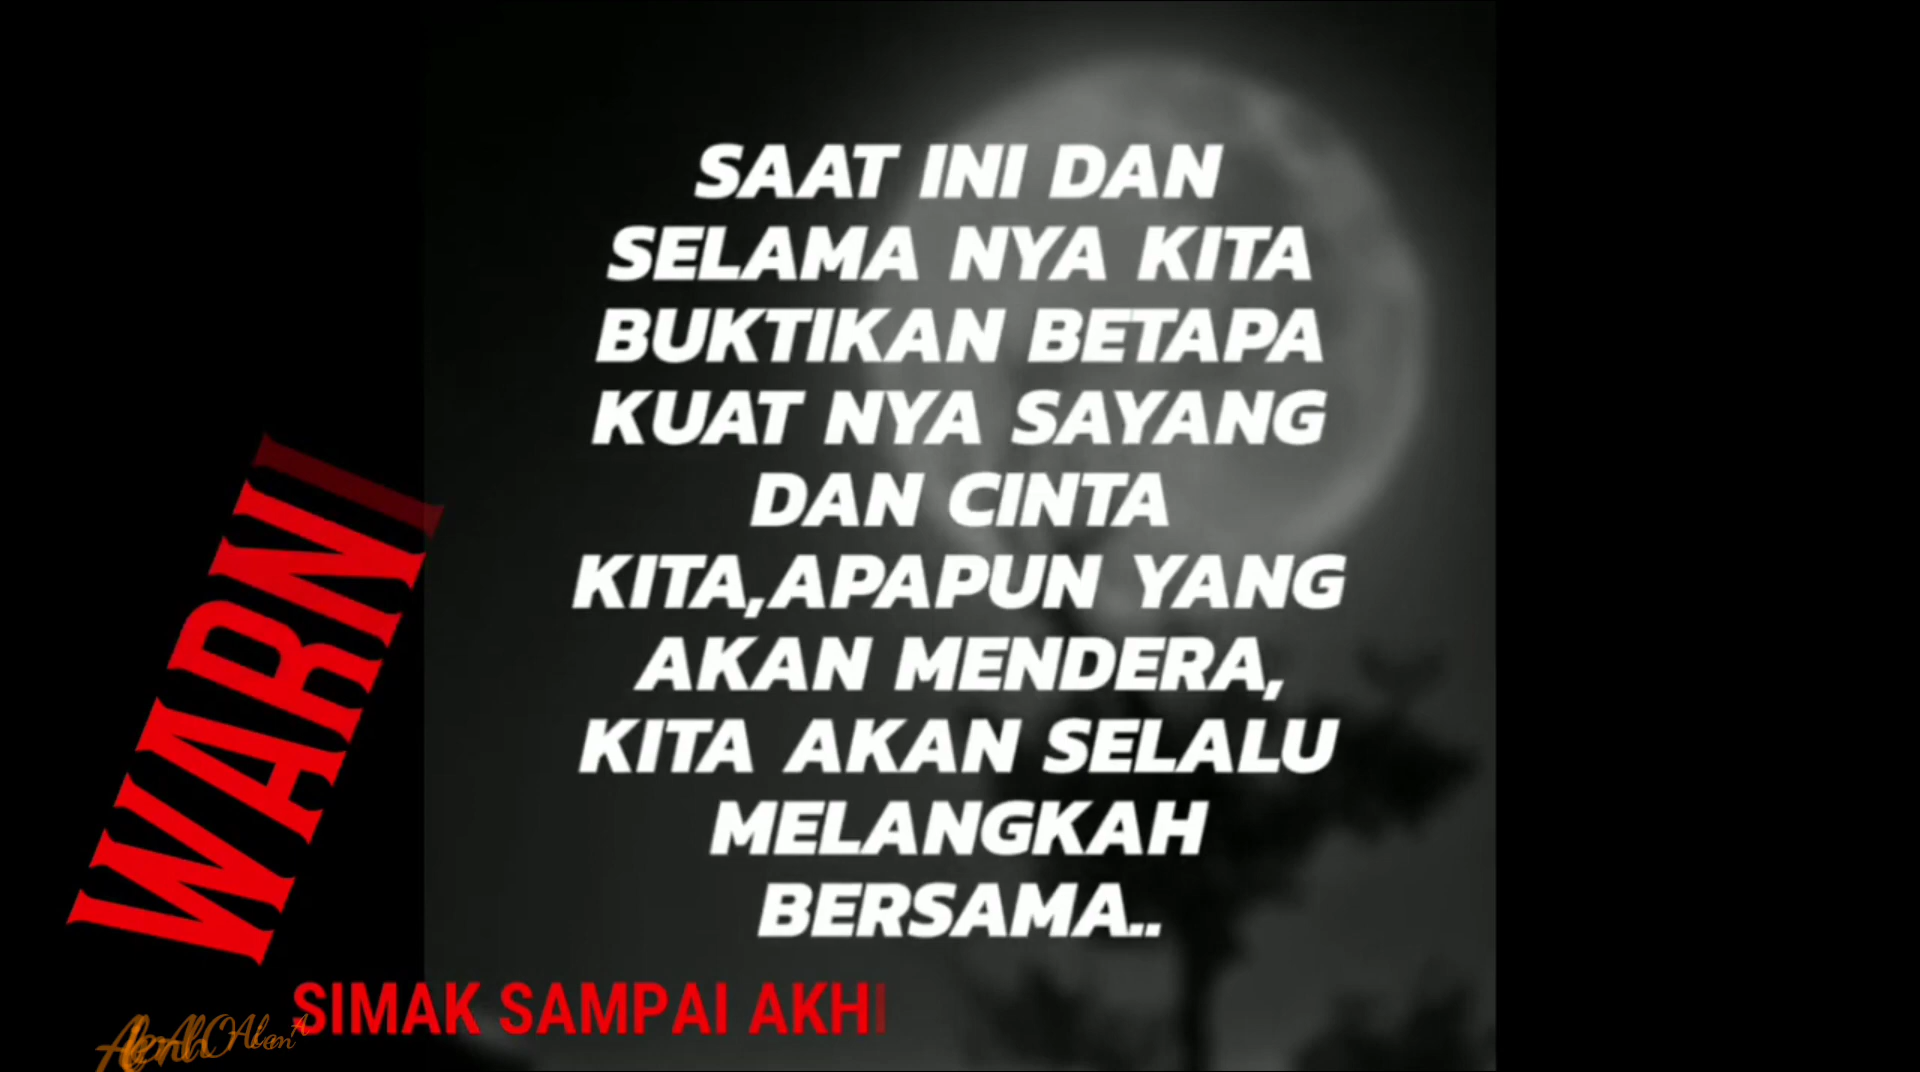 SAAT INI DAN
SELAMA NYA KITA
BUKTIKAN BETAPA
KUAT NYA SAYANG
DAN CINTA
KITA,APAPUN YANG
AKAN MENDERA,
KITA AKAN SELALU
MELANGKAH
BERSAMA..
WARNI
SIMAK SAMPAI AKHI